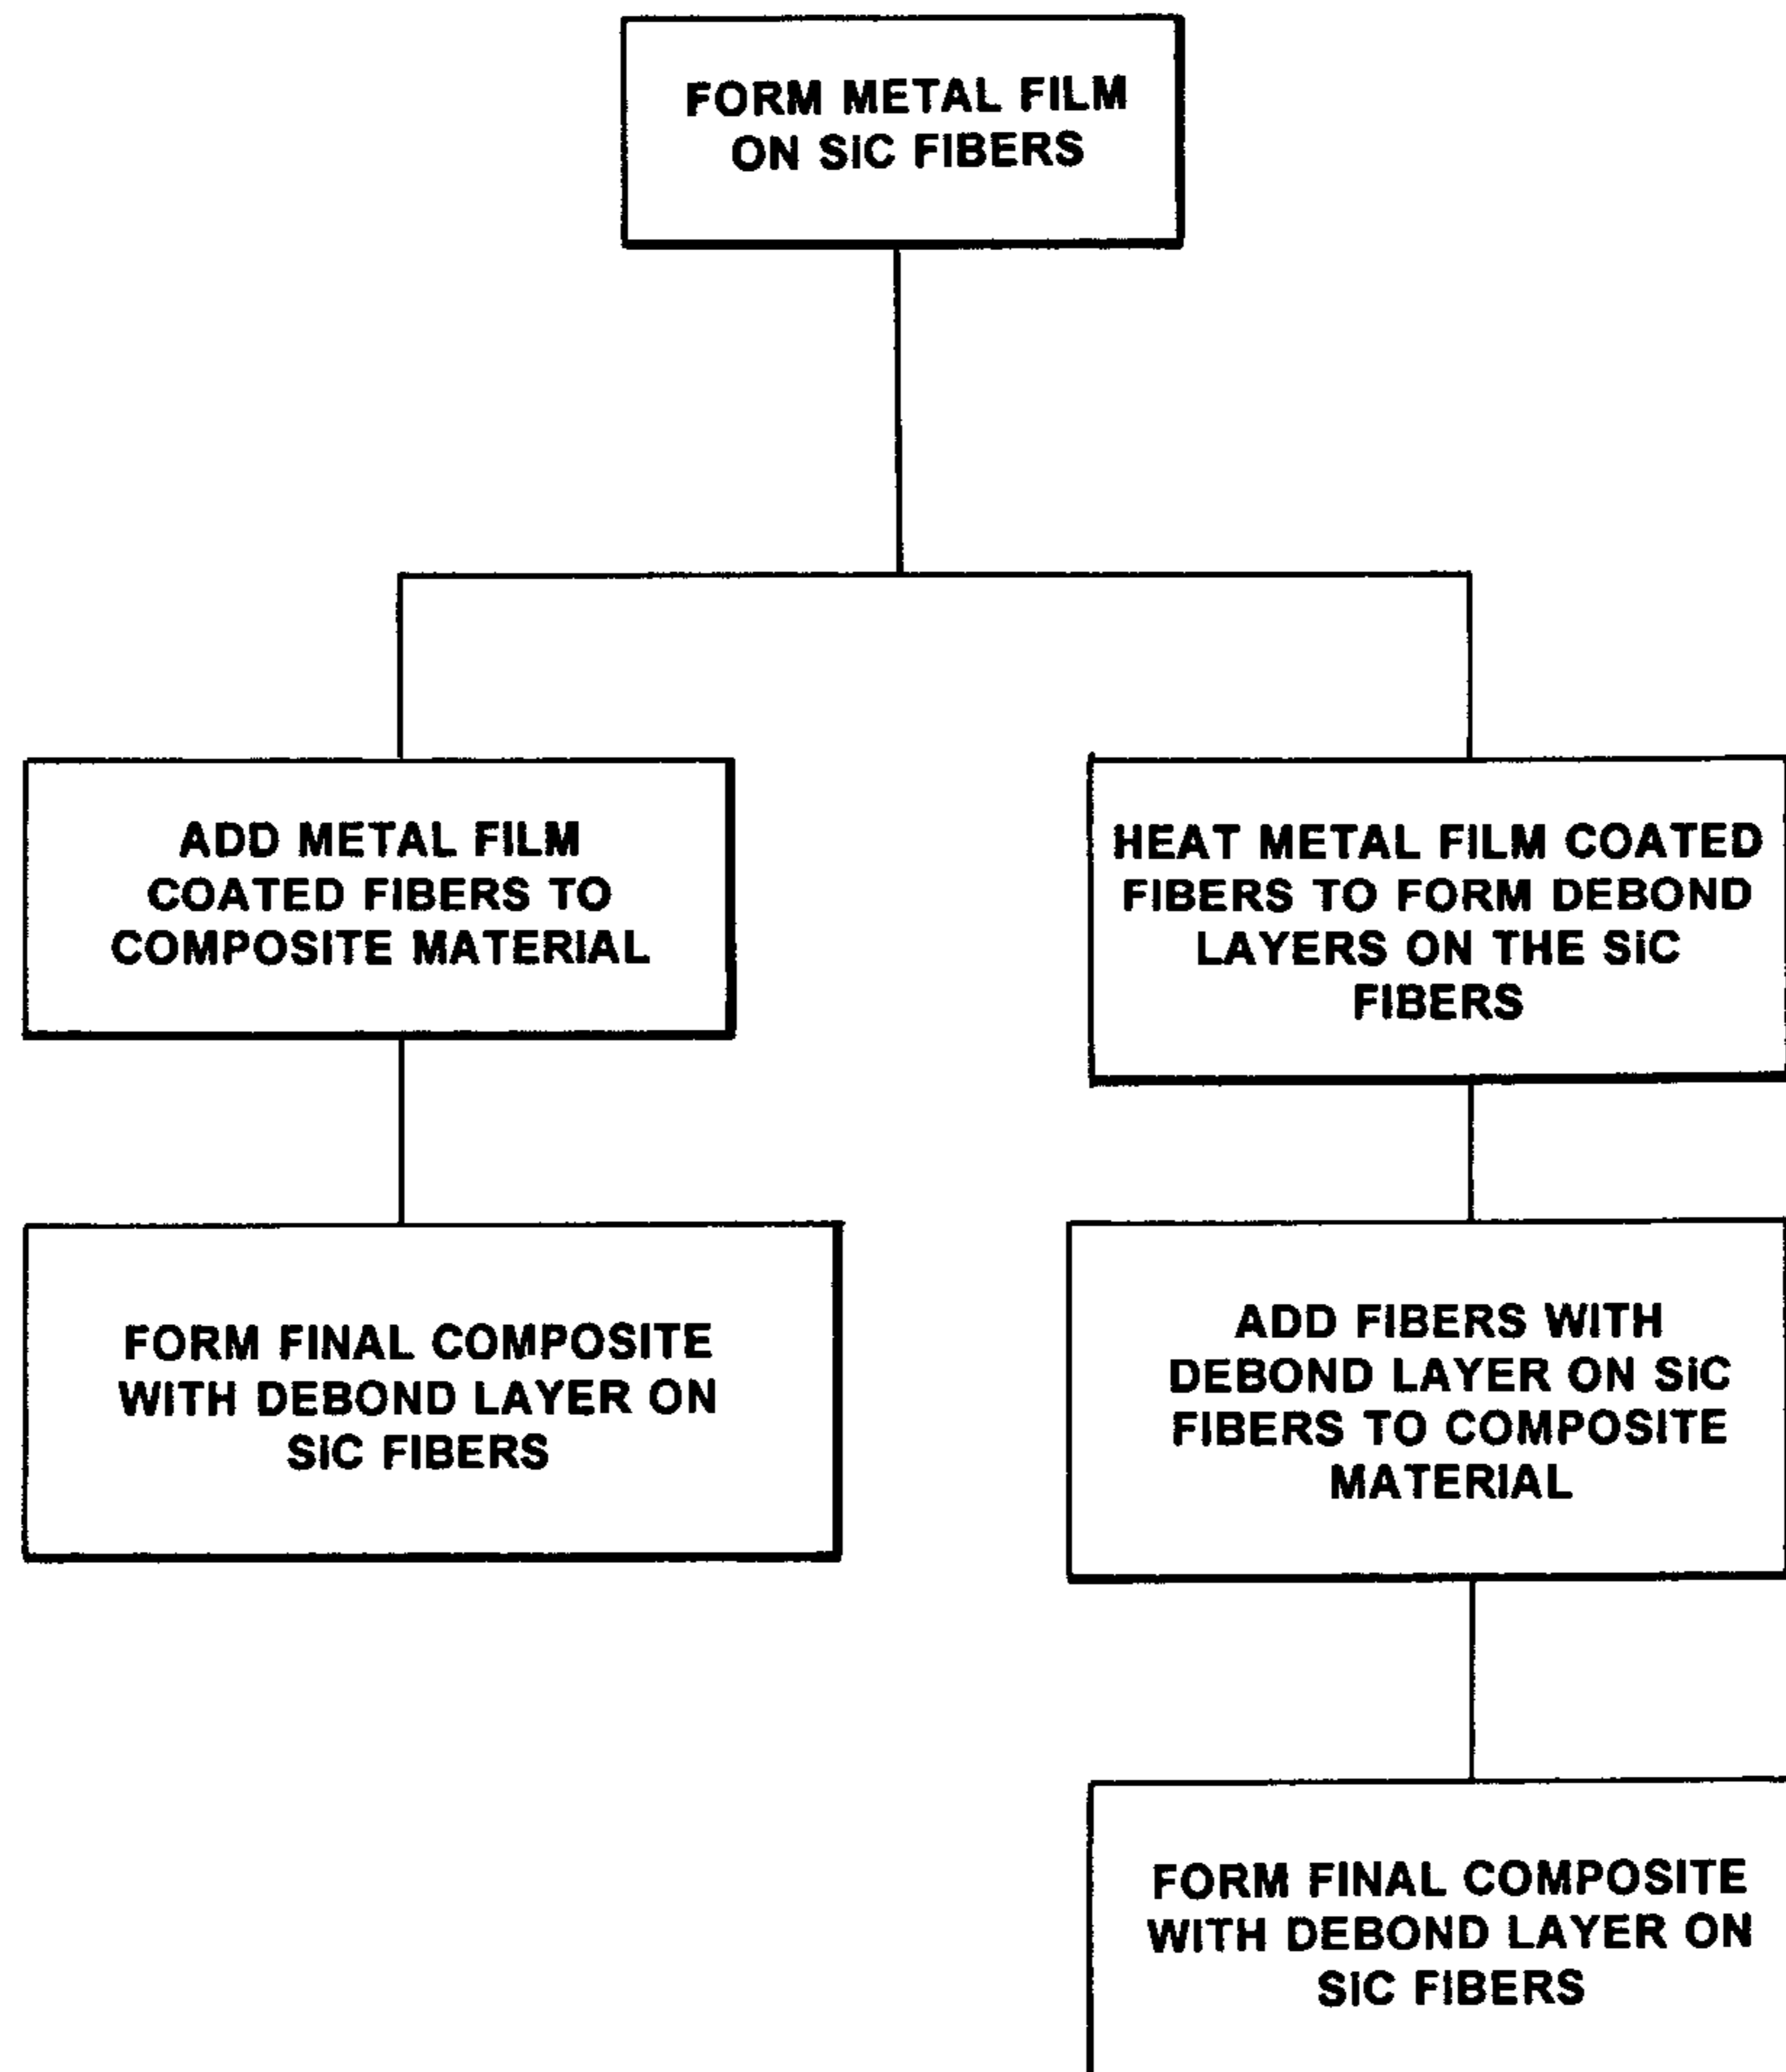 FORM METAL FILM
ON SiC FIBERS
ADD METAL FILM
COATED FIBERS TO
COMPOSITE MATERIAL
HEAT METAL FILM COATED
FIBERS TO FORM DEBOND
LAYERS ON THE SiC
FIBERS
FORM FINAL COMPOSITE
WITH DEBOND LAYER ON
SiC FIBERS
ADD FIBERS WITH
DEBOND LAYER ON SiC
FIBERS TO COMPOSITE
MATERIAL
FORM FINAL COMPOSITE
WITH DEBOND LAYER ON
SiC FIBERS